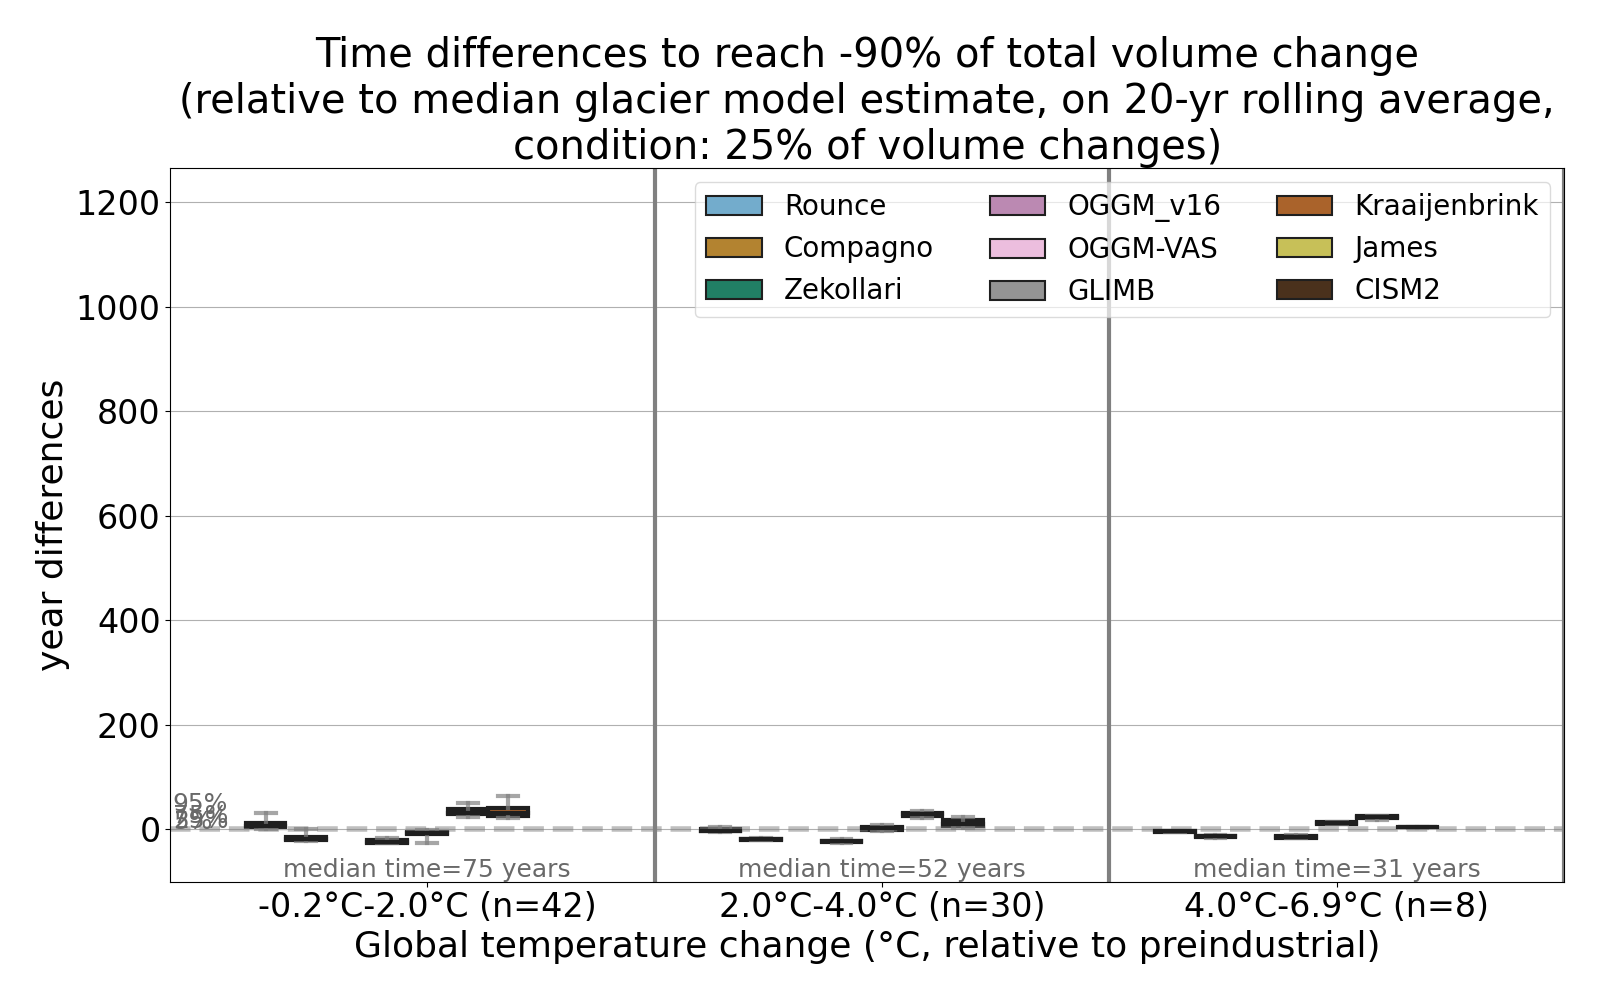 Time differences to reach -90% of total volume change
(relative to median glacier model estimate, on 20-yr rolling average,
condition: 25% of volume changes)
year differences
1200
1000
800
600
400
200
0
Rounce
Compagno
Zekollari
OGGM_v16
OGGM-VAS
GLIMB
Kraaijenbrink
James
CISM2
95%
median time=75 years
median time=52 years
median time=31 years
-0.2°C-2.0°C (n=42)
2.0°C-4.0°C (n=30)
4.0°C-6.9°C (n=8)
Global temperature change (°C, relative to preindustrial)